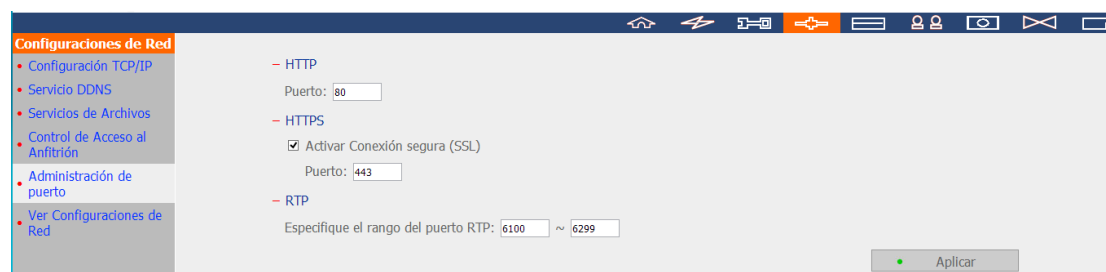 Configuraciones de Red
Configuración TCP/IP
Servicio DDNS
Servicios de Archivos
Control de Acceso al
Anfitrión
Administración de
puerto
Ver Configuraciones de
Red
HTTP
Puerto: 80
HTTPS
Activar Conexión segura (SSL)
Puerto: 443
RTP
Especifique el rango del puerto RTP: 6100 ~ 6299
Aplicar